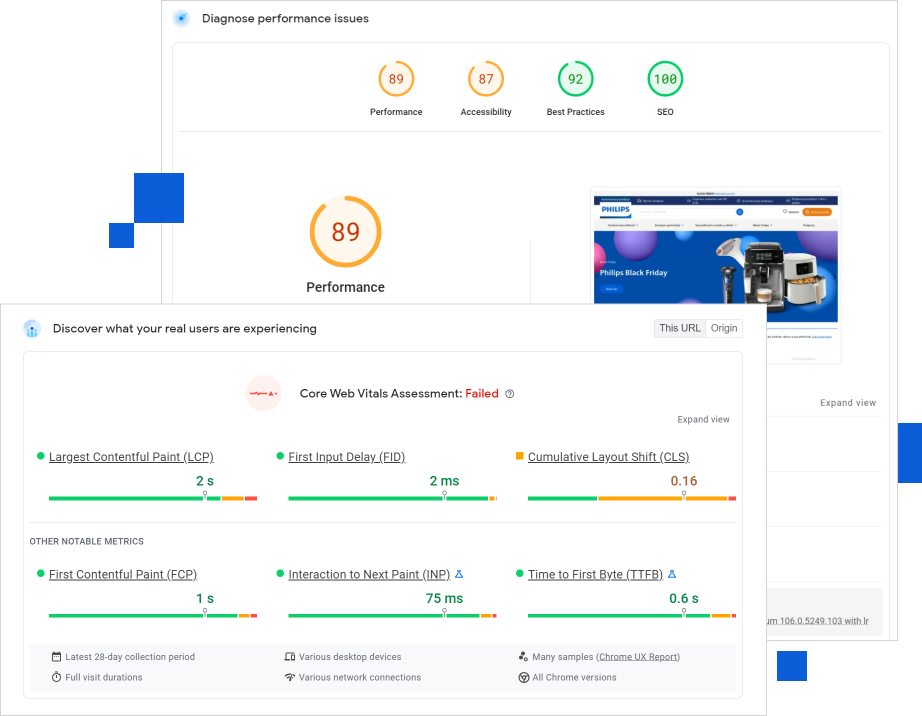 Diagnose performance issues
89
87
92
100
Performance
Accessibility
Best Practices
SEO
89
Performance
PHILIPS
Philips Black Friday
Expand view
um 106.0.5249.103 with lr
Discover what your real users are experiencing
This URL
Origin
Core Web Vitals Assessment: Failed
Expand view
Largest Contentful Paint (LCP)
2 s
First Input Delay (FID)
2 ms
Cumulative Layout Shift (CLS)
0.16
OTHER NOTABLE METRICS
First Contentful Paint (FCP)
1 s
Interaction to Next Paint (INP)
75 ms
Time to First Byte (TTFB)
0.6 s
Latest 28-day collection period
Various desktop devices
Many samples (Chrome UX Report)
Full visit durations
Various network connections
All Chrome versions